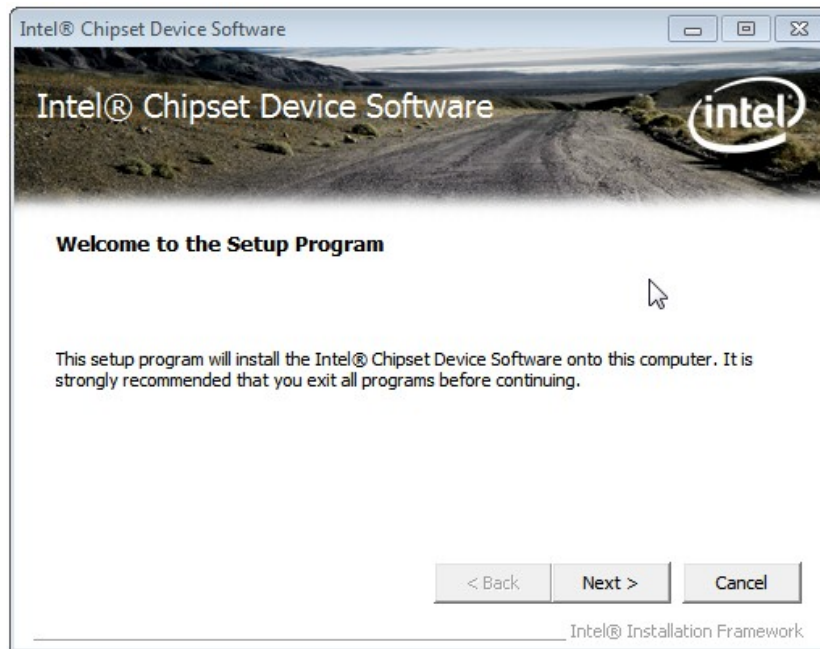 Intel® Chipset Device Software
Intel® Chipset Device Software
intel
Welcome to the Setup Program
This setup program will install the Intel® Chipset Device Software onto this computer. It is
strongly recommended that you exit all programs before continuing.
< Back Next > Cancel
Intel® Installation Framework